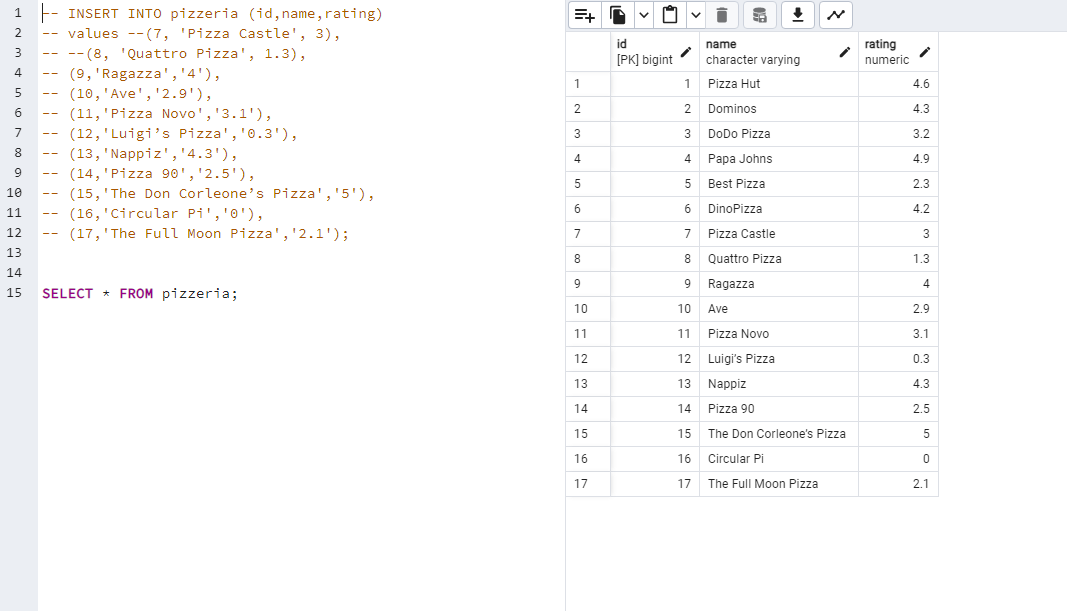 1 -- INSERT INTO pizzeria (id,name,rating)
2 -- values --(7, 'Pizza Castle', 3),
3 -- --(8, 'Quattro Pizza', 1.3),
4 -- (9,'Ragazza','4'),
5 -- (10,'Ave','2.9'),
6 -- (11,'Pizza Novo','3.1'),
7 -- (12,'Luigi’s Pizza','0.3'),
8 -- (13,'Nappiz','4.3'),
9 -- (14,'Pizza 90','2.5'),
10 -- (15,'The Don Corleone’s Pizza','5'),
11 -- (16,'Circular Pi','0'),
12 -- (17,'The Full Moon Pizza','2.1');
13
14
15 SELECT * FROM pizzeria;
id name rating
[PK] bigint character varying numeric
1 1 Pizza Hut 4.6
2 2 Dominos 4.3
3 3 DoDo Pizza 3.2
4 4 Papa Johns 4.9
5 5 Best Pizza 2.3
6 6 DinoPizza 4.2
7 7 Pizza Castle 3
8 8 Quattro Pizza 1.3
9 9 Ragazza 4
10 10 Ave 2.9
11 11 Pizza Novo 3.1
12 12 Luigi’s Pizza 0.3
13 13 Nappiz 4.3
14 14 Pizza 90 2.5
15 15 The Don Corleone’s Pizza 5
16 16 Circular Pi 0
17 17 The Full Moon Pizza 2.1